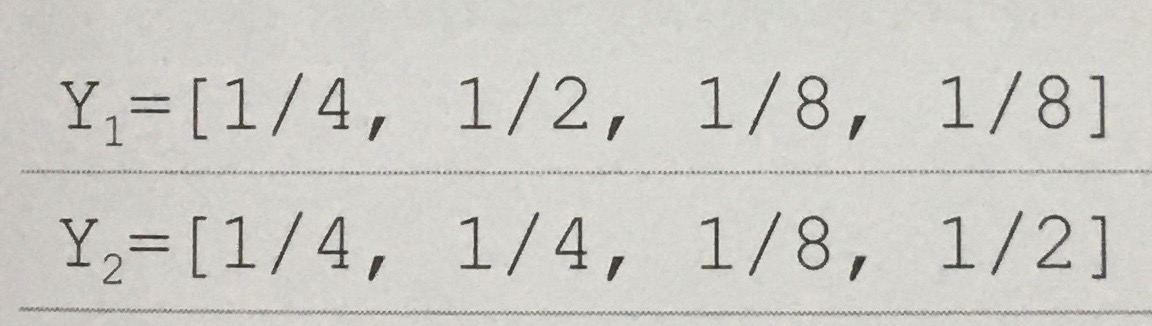 Y₁=[1/4, 1/2, 1/8, 1/8]
Y₂=[1/4, 1/4, 1/8, 1/2]